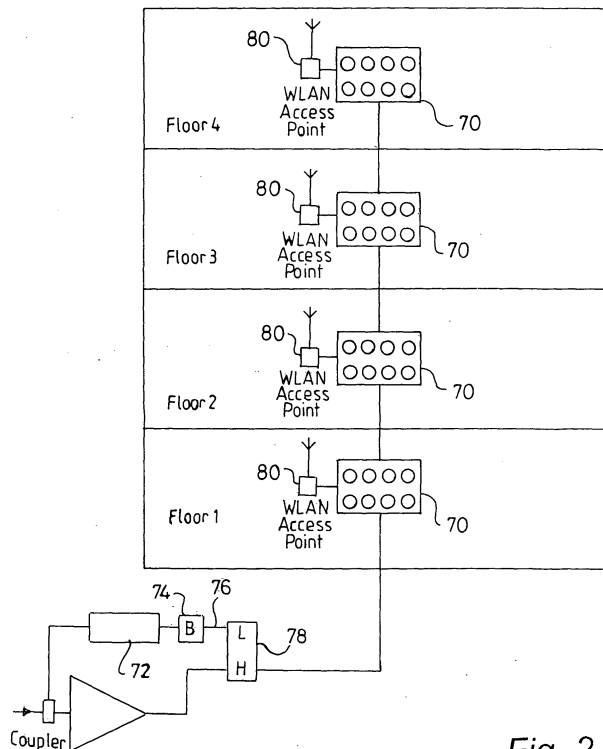 80
WLAN
Access
Point
Floor 4
70
80
WLAN
Access
Point
Floor 3
70
80
WLAN
Access
Point
Floor 2
70
80
WLAN
Access
Point
Floor 1
70
74
76
B
L
78
H
72
Coupler
Fig. 2